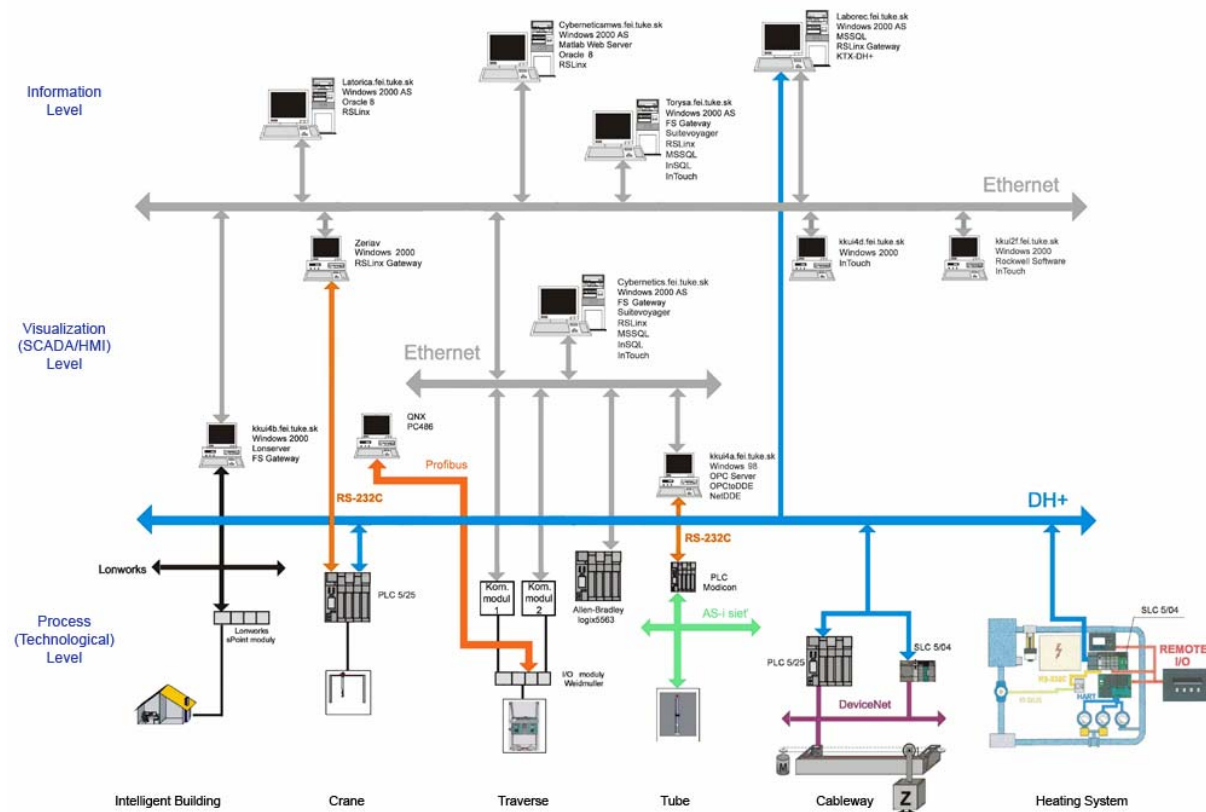 Information
Level
Latorica.fei.tuke.sk
Windows 2000 AS
Oracle 8
RSLinx
Cyberneticamws.fei.tuke.sk
Windows 2000 AS
Matlab Web Server
Oracle 8
RSLinx
Torysa.fei.tuke.sk
Windows 2000 AS
FS Gatevay
Suitevoyager
RSLinx
MSSQL
InSQL
InTouch
Laborec.fei.tuke.sk
Windows 2000 AS
MSSQL
RSLinx Gateway
KTX-DH+
Ethernet
Zeriav
Windows 2000
RSLinx Gateway
kkui4d.fei.tuke.sk
Windows 2000
InTouch
kkui2f.fei.tuke.sk
Windows 2000
Rockwell Software
InTouch
Visualization
(SCADA/HMI)
Level
Cybernetics.fei.tuke.sk
Windows 2000 AS
FS Gateway
Suitevoyager
RSLinx
MSSQL
InSQL
InTouch
Ethernet
kkui4b.fei.tuke.sk
Windows 2000
Lonserver
FS Gateway
QNX
PC486
Profibus
kkui4a.fei.tuke.sk
Windows 98
OPC Server
OPCtoDDE
NetDDE
RS-232C
DH+
RS-232C
Lonworks
PLC 5/25
Kom.
modul
1
Kom.
modul
2
Allen-Bradley
logix5563
PLC
Modicon
AS-i sieť
Process
(Technological)
Level
Lonworks
sPoint moduly
I/O moduly
Weidmuller
PLC 5/25
SLC 5/04
DeviceNet
SLC 5/04
REMOTE
I/O
RS-232C
HART
M
Z
Intelligent Building
Crane
Traverse
Tube
Cableway
Heating System